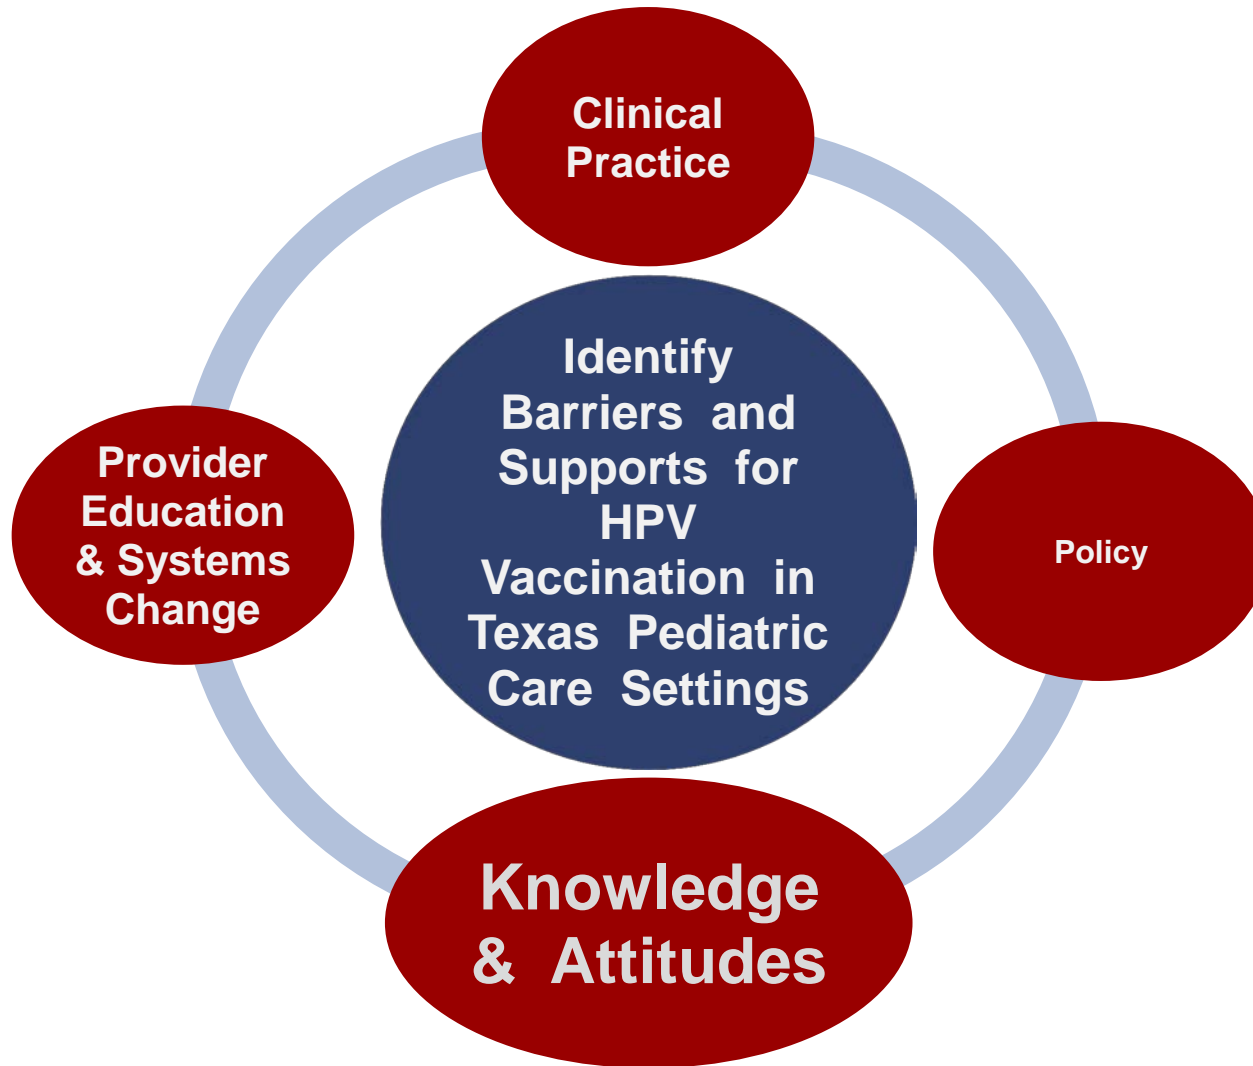 Clinical
Practice
Identify
Barriers and
Supports for
HPV
Vaccination in
Texas Pediatric
Care Settings
Provider
Education
& Systems
Change
Policy
Knowledge
& Attitudes